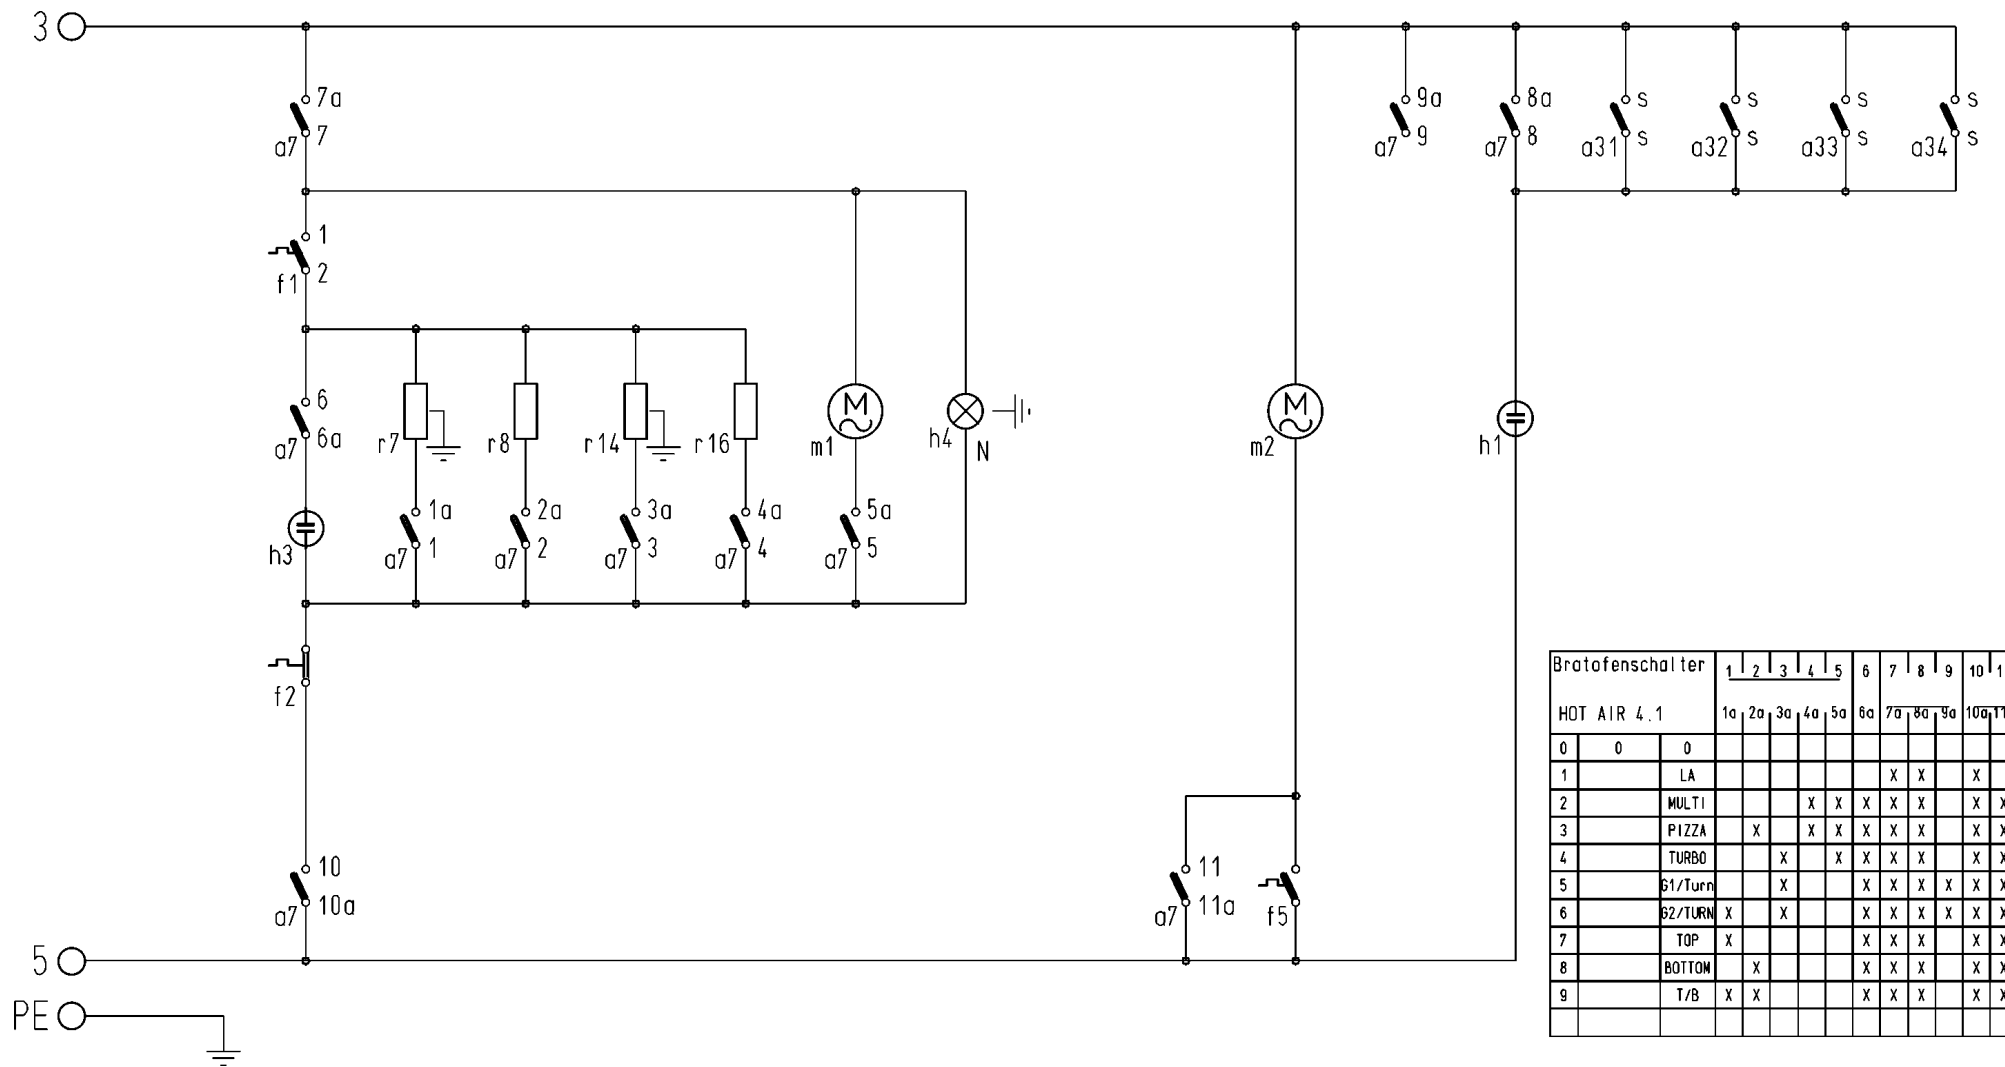 3
7a
7
a7
9a
9
a7
8a
8
a7
s
s
a31
s
s
a32
s
s
a33
s
s
a34
1
2
f1
6
6a
a7
r7
r8
r14
r16
M
m1
h4
N
M
m2
h1
h3
1a
1
a7
2a
2
a7
3a
3
a7
4a
4
a7
5a
5
a7
f2
10
10a
a7
11
11a
a7
f5
5
PE
Bratofenschalter 1 2 3 4 5 6 7 8 9 10 1
HOT AIR 4.1 1a 2a 3a 4a 5a 6a 7a 8a 9a 10a 11
0 0 0
1 LA X X X
2 MULTI X X X X X X X
3 PIZZA X X X X X X X X
4 TURBO X X X X X X X
5 G1/Turn X X X X X X X
6 G2/TURN X X X X X X X X
7 TOP X X X X X X
8 BOTTOM X X X X X X
9 T/B X X X X X X X